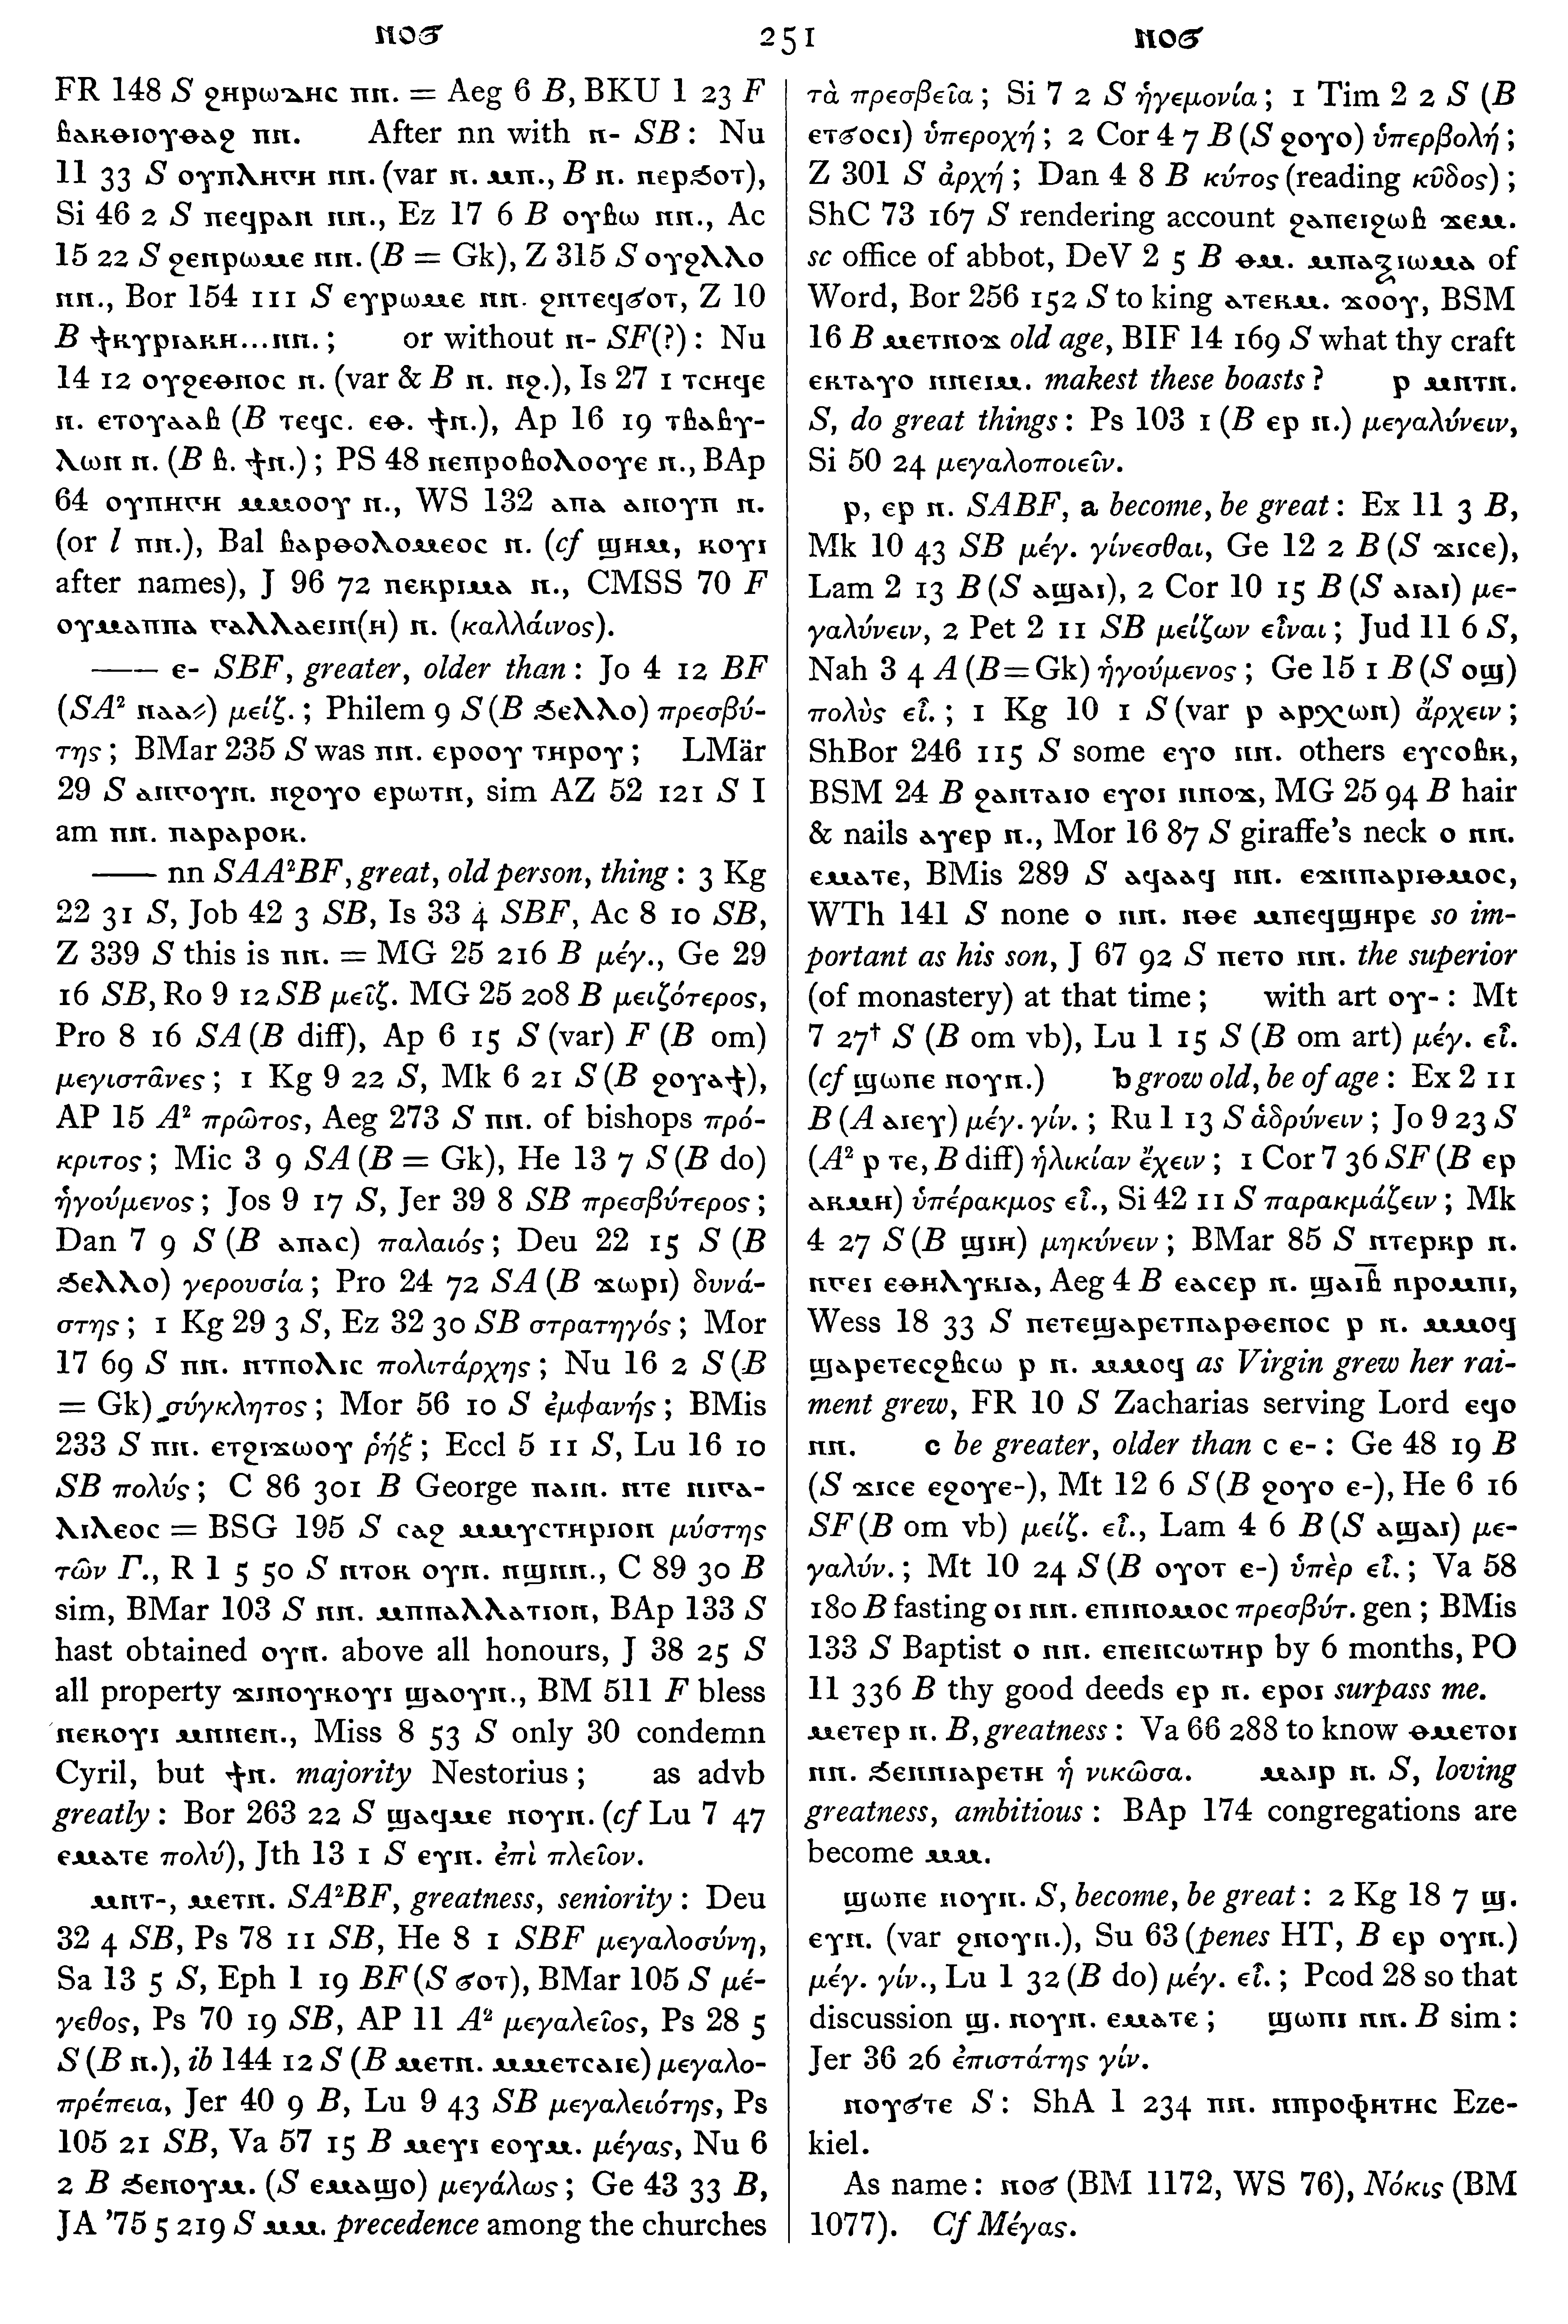 ⲛⲟϭ 251 ⲛⲟϭ
FR 148 S ϩⲏⲣⲱⲇⲏⲥ ⲛⲛ. = Aeg 6 B, BKU 1 23 F
ⲃⲁⲕⲑⲓⲟⲩⲑⲁϩ ⲛⲛ. After nn with ⲛ- SB: Nu
11 33 S ⲟⲩⲡⲗⲏⲅⲏ ⲛⲛ. (var ⲛ. ⲙⲡ., B ⲛ. ⲛⲉⲣϧⲟⲧ),
Si 46 2 S ⲡⲉϥⲣⲁⲛ ⲛⲛ., Ez 17 6 B ⲟⲩⲃⲱ ⲛⲛ., Ac
15 22 S ϩⲉⲛⲣⲱⲙⲉ ⲛⲛ. (B = Gk), Z 315 S ⲟⲩϩⲗⲗⲟ
ⲛⲛ., Bor 154 111 S ⲉⲩⲣⲱⲙⲉ ⲛⲛ. ϩⲛⲧⲉϥϭⲟⲧ, Z 10
B ϯⲕⲩⲣⲓⲁⲕⲏ...ⲛⲛ.; or without ⲛ- SF(?): Nu
14 12 ⲟⲩϩⲉⲑⲛⲟⲥ ⲛ. (var & B ⲛ. ⲛϩ.), Is 27 1 ⲧⲥⲏϥⲉ
ⲛ. ⲉⲧⲟⲩⲁⲁⲃ (B ⲧⲉϥⲥ. ⲉⲑ. ϯⲛ.), Ap 16 19 ⲧⲃⲁⲃⲩ-
ⲗⲱⲛ ⲛ. (B ⲃ. ϯⲛ.); PS 48 ⲛⲉⲡⲣⲟⲃⲟⲗⲟⲟⲩⲉ ⲛ., BAp
64 ⲟⲩⲡⲏⲅⲏ ⲙⲙⲟⲟⲩ ⲛ., WS 132 ⲁⲡⲁ ⲁⲛⲟⲩⲡ ⲛ.
(or l ⲡⲛ.), Bal ⲃⲁⲣⲑⲟⲗⲟⲙⲉⲟⲥ ⲛ. (cf ϣⲏⲙ, ⲕⲟⲩⲓ
after names), J 96 72 ⲡⲉⲕⲣⲓⲙⲁ ⲛ., CMSS 70 F
ⲟⲩⲙⲁⲡⲡⲁ ⲅⲁⲗⲗⲁⲉⲓⲛ(ⲏ) ⲛ. (καλλάινος).
—— ⲉ- SBF, greater, older than: Jo 4 12 BF
(SA² ⲛⲁⲁ⸗) μείζ.; Philem 9 S (B ϧⲉⲗⲗⲟ) πρεσβύ-
της; BMar 235 S was ⲛⲛ. ⲉⲣⲟⲟⲩ ⲧⲏⲣⲟⲩ; LMär
29 S ⲁⲛⲅⲟⲩⲛ. ⲛϩⲟⲩⲟ ⲉⲣⲱⲧⲛ, sim AZ 52 121 S I
am ⲛⲛ. ⲡⲁⲣⲁⲣⲟⲕ.
—— nn SAA²BF, great, old person, thing: 3 Kg
22 31 S, Job 42 3 SB, Is 33 4 SBF, Ac 8 10 SB,
Z 339 S this is ⲡⲛ. = MG 25 216 B μέγ., Ge 29
16 SB, Ro 9 12 SB μεῖζ. MG 25 208 B μειζότερος,
Pro 8 16 SA (B diff), Ap 6 15 S (var) F (B om)
μεγιστᾶνες; 1 Kg 9 22 S, Mk 6 21 S (B ϩⲟⲩⲁϯ),
AP 15 A² πρῶτος, Aeg 273 S ⲛⲛ. of bishops πρό-
κριτος; Mic 3 9 SA (B = Gk), He 13 7 S (B do)
ἡγούμενος; Jos 9 17 S, Jer 39 8 SB πρεσβύτερος;
Dan 7 9 S (B ⲁⲡⲁⲥ) παλαιός; Deu 22 15 S (B
ϧⲉⲗⲗⲟ) γερουσία; Pro 24 72 SA (B ϫⲱⲣⲓ) δυνά-
στης; 1 Kg 29 3 S, Ez 32 30 SB στρατηγός; Mor
17 69 S ⲛⲛ. ⲛⲧⲡⲟⲗⲓⲥ πολιτάρχης; Nu 16 2 S (B
= Gk) σύγκλητος; Mor 56 10 S ἐμφανής; BMis
233 S ⲛⲛ. ⲉⲧϩⲓϫⲱⲟⲩ ῥήξ; Eccl 5 11 S, Lu 16 10
SB πολύς; C 86 301 B George ⲡⲁⲓⲛ. ⲛⲧⲉ ⲛⲓⲅⲁ-
ⲗⲓⲗⲉⲟⲥ = BSG 195 S ⲥⲁϩ ⲙⲙⲩⲥⲧⲏⲣⲓⲟⲛ μύστης
τῶν Γ., R 1 5 50 S ⲛⲧⲟⲕ ⲟⲩⲛ. ⲛϣⲛⲛ., C 89 30 B
sim, BMar 103 S ⲡⲛ. ⲙⲡⲡⲁⲗⲗⲁⲧⲓⲟⲛ, BAp 133 S
hast obtained ⲟⲩⲛ. above all honours, J 38 25 S
all property ϫⲓⲛⲟⲩⲕⲟⲩⲓ ϣⲁⲟⲩⲛ., BM 511 F bless
ⲡⲉⲕⲟⲩⲓ ⲙⲡⲡⲉⲛ., Miss 8 53 S only 30 condemn
Cyril, but ϯⲛ. majority Nestorius; as advb
greatly: Bor 263 22 S ϣⲁϥⲙⲉ ⲛⲟⲩⲛ. (cf Lu 7 47
ⲉⲙⲁⲧⲉ πολύ), Jth 13 1 S ⲉⲩⲛ. ἐπὶ πλεῖον.
ⲙⲛⲧ-, ⲙⲉⲧⲛ. SA²BF, greatness, seniority: Deu
32 4 SB, Ps 78 11 SB, He 8 1 SBF μεγαλοσύνη,
Sa 13 5 S, Eph 1 19 BF (S ϭⲟⲧ), BMar 105 S μέ-
γεθος, Ps 70 19 SB, AP 11 A² μεγαλεῖος, Ps 28 5
S (B ⲛ.), ib 144 12 S (B ⲙⲉⲧⲛ. ⲙⲙⲉⲧⲥⲁⲓⲉ) μεγαλο-
πρέπεια, Jer 40 9 B, Lu 9 43 SB μεγαλειότης, Ps
105 21 SB, Va 57 15 B ⲙⲉⲩⲓ ⲉⲟⲩⲙ. μέγας, Nu 6
2 B ϧⲉⲛⲟⲩⲙ. (S ⲉⲙⲁϣⲟ) μεγάλως; Ge 43 33 B,
JA '75 5 219 S ⲙⲙ. precedence among the churches
τὰ πρεσβεῖα; Si 7 2 S ἡγεμονία; 1 Tim 2 2 S (B
ⲉⲧϭⲟⲥⲓ) ὑπεροχή; 2 Cor 4 7 B (S ϩⲟⲩⲟ) ὑπερβολή;
Z 301 S ἀρχή; Dan 4 8 B κύτος (reading κῦδος);
ShC 73 167 S rendering account ϩⲁⲡⲉⲓϩⲱⲃ ϫⲉⲙ.
sc office of abbot, DeV 2 5 B ⲑⲙ. ⲙⲡⲁⲝⲓⲱⲙⲁ of
Word, Bor 256 152 S to king ⲁⲧⲉⲕⲙ. ϫⲟⲟⲩ, BSM
16 B ⲙⲉⲧⲛⲟϫ old age, BIF 14 169 S what thy craft
ⲉⲕⲧⲁⲩⲟ ⲛⲛⲉⲓⲙ. makest these boasts? ⲣ ⲙⲛⲧⲛ.
S, do great things: Ps 103 1 (B ⲉⲣ ⲛ.) μεγαλύνειν,
Si 50 24 μεγαλοποιεῖν.
ⲣ, ⲉⲣ ⲛ. SABF, a become, be great: Ex 11 3 B,
Mk 10 43 SB μέγ. γίνεσθαι, Ge 12 2 B (S ϫⲓⲥⲉ),
Lam 2 13 B (S ⲁϣⲁⲓ), 2 Cor 10 15 B (S ⲁⲓⲁⲓ) με-
γαλύνειν, 2 Pet 2 11 SB μείζων εἶναι; Jud 11 6 S,
Nah 3 4 A (B = Gk) ἡγούμενος; Ge 15 1 B (S ⲟϣ)
πολὺς εἶ.; 1 Kg 10 1 S (var ⲣ ⲁⲣⲭⲱⲛ) ἄρχειν;
ShBor 246 115 S some ⲉⲩⲟ ⲛⲛ. others ⲉⲩⲥⲟⲃⲕ,
BSM 24 B ϩⲁⲛⲧⲁⲓⲟ ⲉⲩⲟⲓ ⲛⲛⲟϫ, MG 25 94 B hair
& nails ⲁⲩⲉⲣ ⲛ., Mor 16 87 S giraffe's neck ⲟ ⲛⲛ.
ⲉⲙⲁⲧⲉ, BMis 289 S ⲁϥⲁⲁϥ ⲛⲛ. ⲉϫⲙⲡⲁⲣⲓⲑⲙⲟⲥ,
WTh 141 S none ⲟ ⲛⲛ. ⲛⲑⲉ ⲙⲡⲉϥϣⲏⲣⲉ so im-
portant as his son, J 67 92 S ⲡⲉⲧⲟ ⲛⲛ. the superior
(of monastery) at that time; with art ⲟⲩ-: Mt
7 27† S (B om vb), Lu 1 15 S (B om art) μέγ. εἶ.
(cf ϣⲱⲡⲉ ⲛⲟⲩⲛ.) b grow old, be of age: Ex 2 11
B (A ⲁⲓⲉⲩ) μέγ. γίν.; Ru 1 13 S ἁδρύνειν; Jo 9 23 S
(A² ⲣ ⲧⲉ, B diff) ἡλικίαν ἔχειν; 1 Cor 7 36 SF (B ⲉⲣ
ⲁⲕⲙⲏ) ὑπέρακμος εἶ., Si 42 11 S παρακμάζειν; Mk
4 27 S (B ϣⲓⲏ) μηκύνειν; BMar 85 S ⲛⲧⲉⲣⲕⲣ ⲛ.
ⲛⲅⲉⲓ ⲉⲑⲏⲗⲩⲕⲓⲁ, Aeg 4 B ⲉⲁⲥⲉⲣ ⲛ. ϣⲁⲓ̅ⲃ̅ ⲛⲣⲟⲙⲡⲓ,
Wess 18 33 S ⲡⲉⲧⲉϣⲁⲣⲉⲧⲡⲁⲣⲑⲉⲛⲟⲥ ⲣ ⲛ. ⲙⲙⲟϥ
ϣⲁⲣⲉⲧⲉⲥϩⲃⲥⲱ ⲣ ⲛ. ⲙⲙⲟϥ as Virgin grew her rai-
ment grew, FR 10 S Zacharias serving Lord ⲉϥⲟ
ⲛⲛ. c be greater, older than c ⲉ-: Ge 48 19 B
(S ϫⲓⲥⲉ ⲉϩⲟⲩⲉ-), Mt 12 6 S (B ϩⲟⲩⲟ ⲉ-), He 6 16
SF (B om vb) μείζ. εἶ., Lam 4 6 B (S ⲁϣⲁⲓ) με-
γαλύν.; Mt 10 24 S (B ⲟⲩⲟⲧ ⲉ-) ὑπὲρ εἶ.; Va 58
180 B fasting ⲟⲓ ⲛⲛ. ⲉⲡⲓⲛⲟⲙⲟⲥ πρεσβύτ. gen; BMis
133 S Baptist ⲟ ⲛⲛ. ⲉⲡⲉⲛⲥⲱⲧⲏⲣ by 6 months, PO
11 336 B thy good deeds ⲉⲣ ⲛ. ⲉⲣⲟⲓ surpass me.
ⲙⲉⲧⲉⲣ ⲛ. B, greatness: Va 66 288 to know ⲑⲙⲉⲧⲟⲓ
ⲛⲛ. ϧⲉⲛⲛⲓⲁⲣⲉⲧⲏ ἡ νικῶσα. ⲙⲁⲓⲣ ⲛ. S, loving
greatness, ambitious: BAp 174 congregations are
become ⲙⲙ.
ϣⲱⲡⲉ ⲛⲟⲩⲛ. S, become, be great: 2 Kg 18 7 ϣ.
ⲉⲩⲛ. (var ϩⲛⲟⲩⲛ.), Su 63 (penes HT, B ⲉⲣ ⲟⲩⲛ.)
μέγ. γίν., Lu 1 32 (B do) μέγ. εἶ.; Pcod 28 so that
discussion ϣ. ⲛⲟⲩⲛ. ⲉⲙⲁⲧⲉ; ϣⲱⲡⲓ ⲛⲛ. B sim:
Jer 36 26 ἐπιστάτης γίν.
ⲛⲟⲩϭⲧⲉ S: ShA 1 234 ⲡⲛ. ⲛⲡⲣⲟⲫⲏⲧⲏⲥ Eze-
kiel.
As name: ⲛⲟϭ (BM 1172, WS 76), Νόκις (BM
1077). Cf Μέγας.